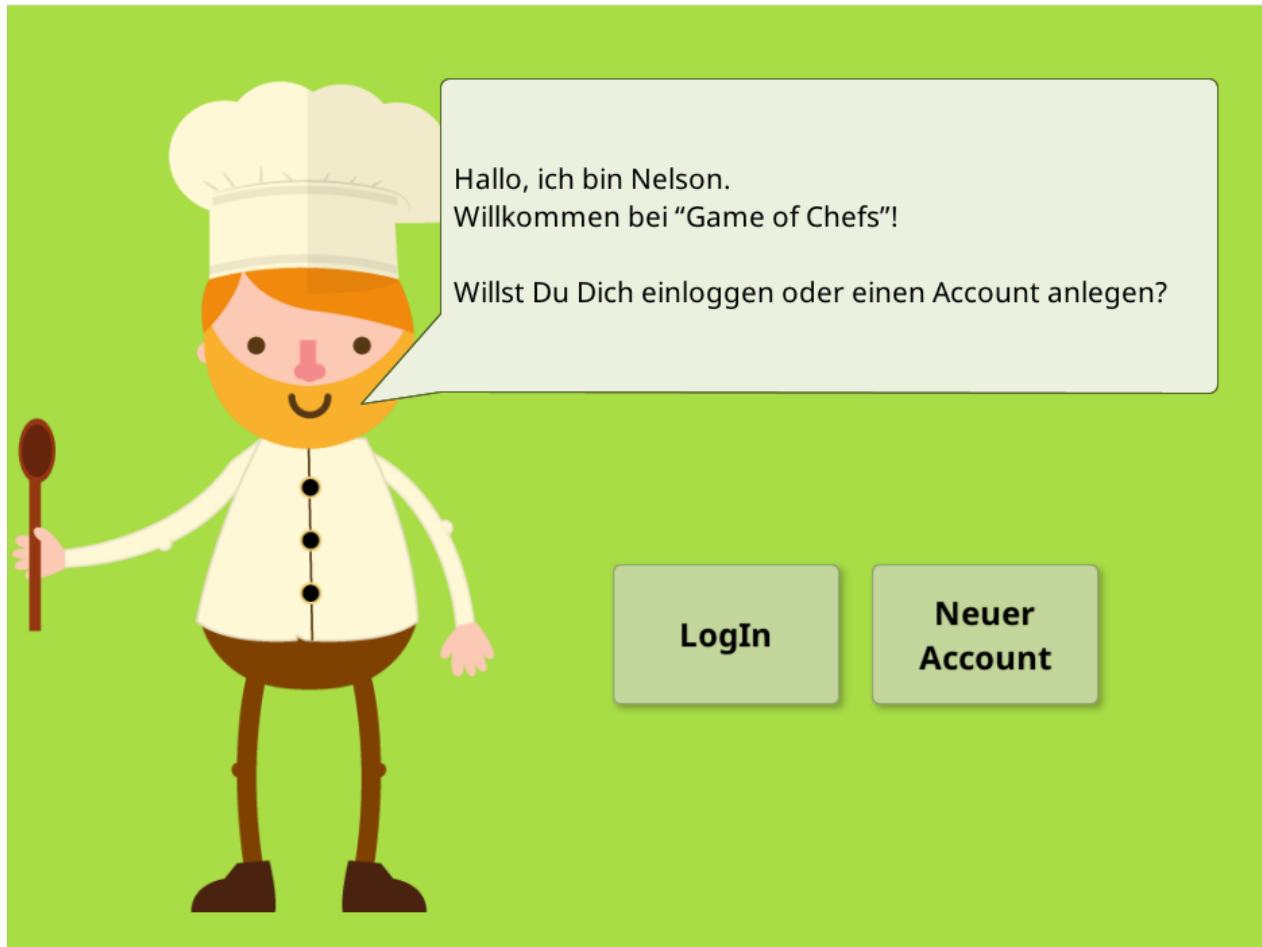 Hallo, ich bin Nelson.
Willkommen bei “Game of Chefs”!
Willst Du Dich einloggen oder einen Account anlegen?
LogIn
Neuer
Account